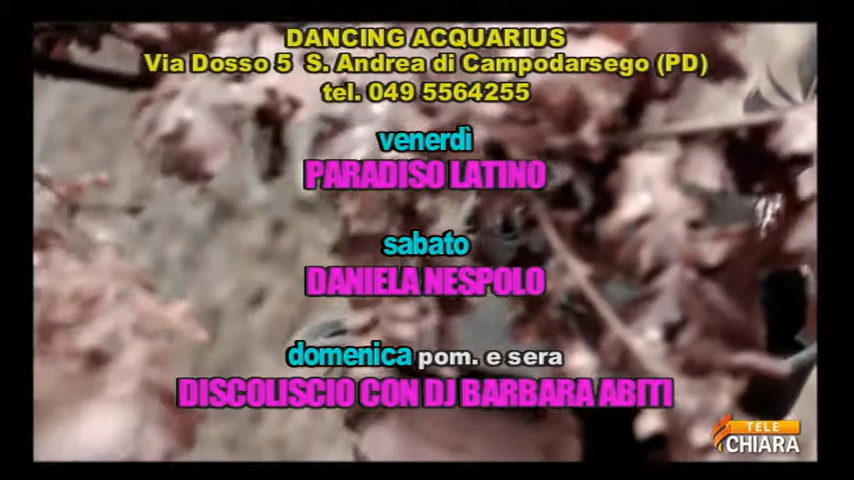 DANCING ACQUARIUS
Via Dosso 5 S. Andrea di Campodarsego (PD)
tel. 049 5564255
venerdì
PARADISO LATINO
sabato
DANIELA NESPOLO
domenica pom. e sera
DISCOLISCIO CON DJ BARBARA ABITI
TELE
CHIARA